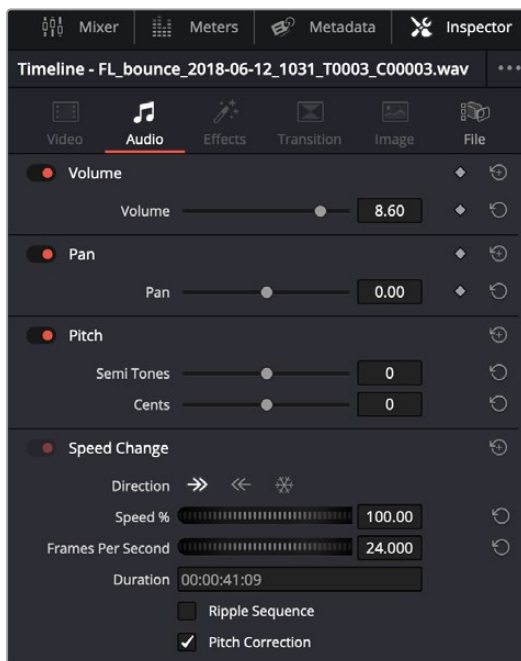 Mixer Meters Metadata Inspector
Timeline - FL_bounce_2018-06-12_1031_T0003_C00003.wav
Video Audio Effects Transition Image File
Volume
Volume 8.60
Pan
Pan 0.00
Pitch
Semi Tones 0
Cents 0
Speed Change
Direction
Speed % 100.00
Frames Per Second 24.000
Duration 00:00:41:09
Ripple Sequence
Pitch Correction